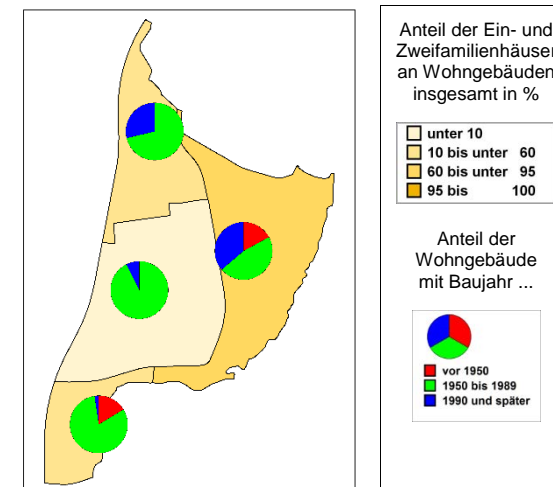 Anteil der Ein- und
Zweifamilienhäuser
an Wohngebäuden
insgesamt in %
unter 10
10 bis unter 60
60 bis unter 95
95 bis 100
Anteil der
Wohngebäude
mit Baujahr ...
vor 1950
1950 bis 1989
1990 und später